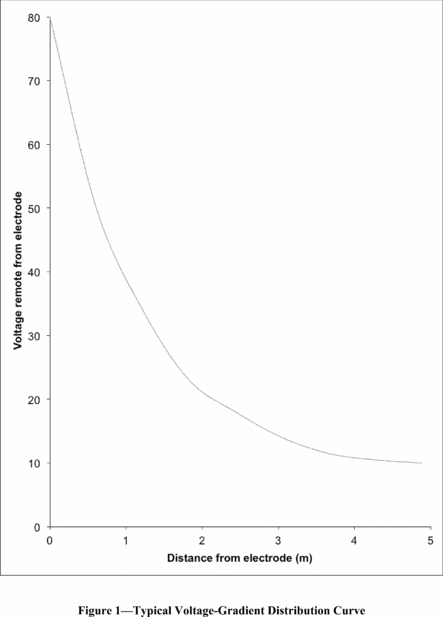 80
70
60
50
40
30
20
10
0
Voltage remote from electrode
0 1 2 3 4 5
Distance from electrode (m)
Figure 1—Typical Voltage-Gradient Distribution Curve